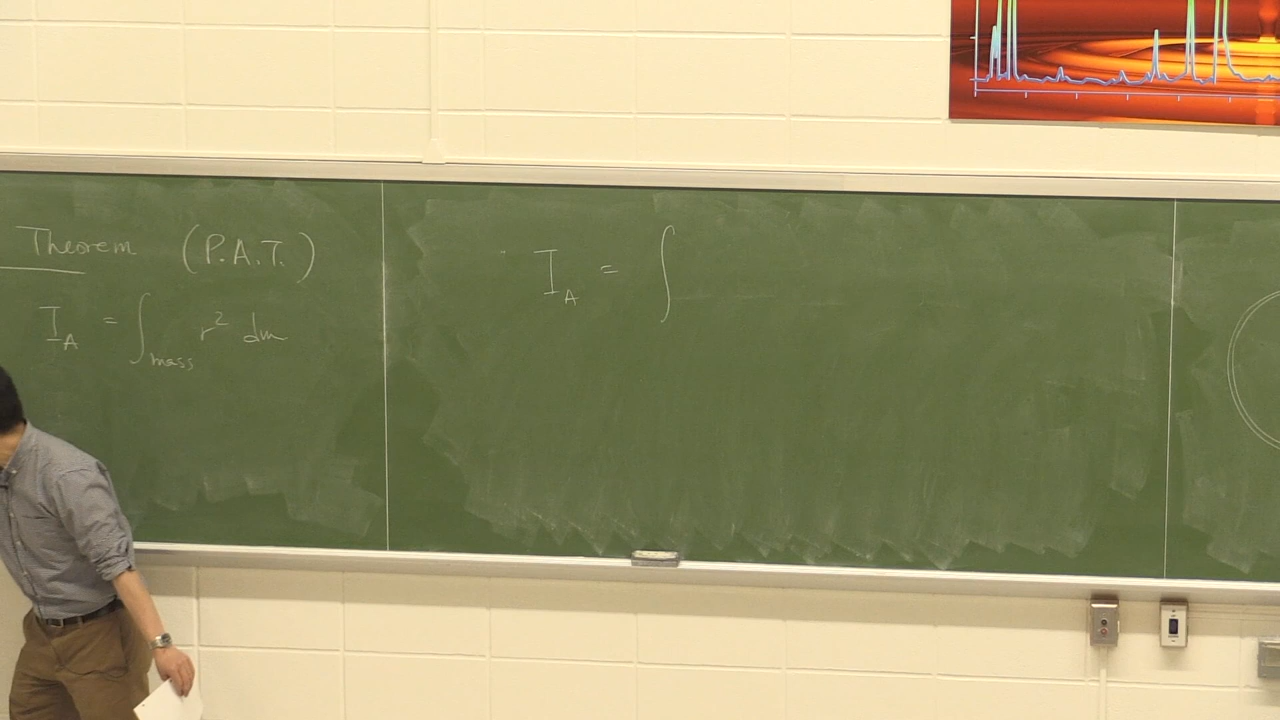 Theorem (P.A.T.)
I_A = ∫_mass r² dm
I_A = ∫